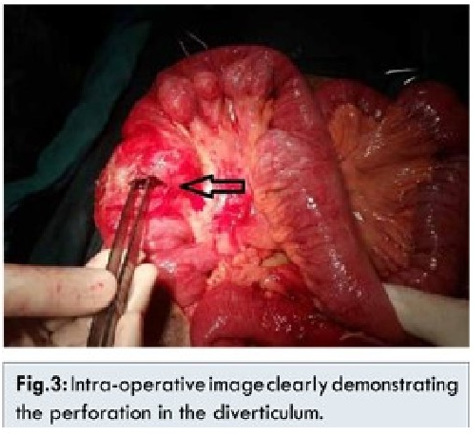 Fig.3: Intra-operative image clearly demonstrating
the perforation in the diverticulum.